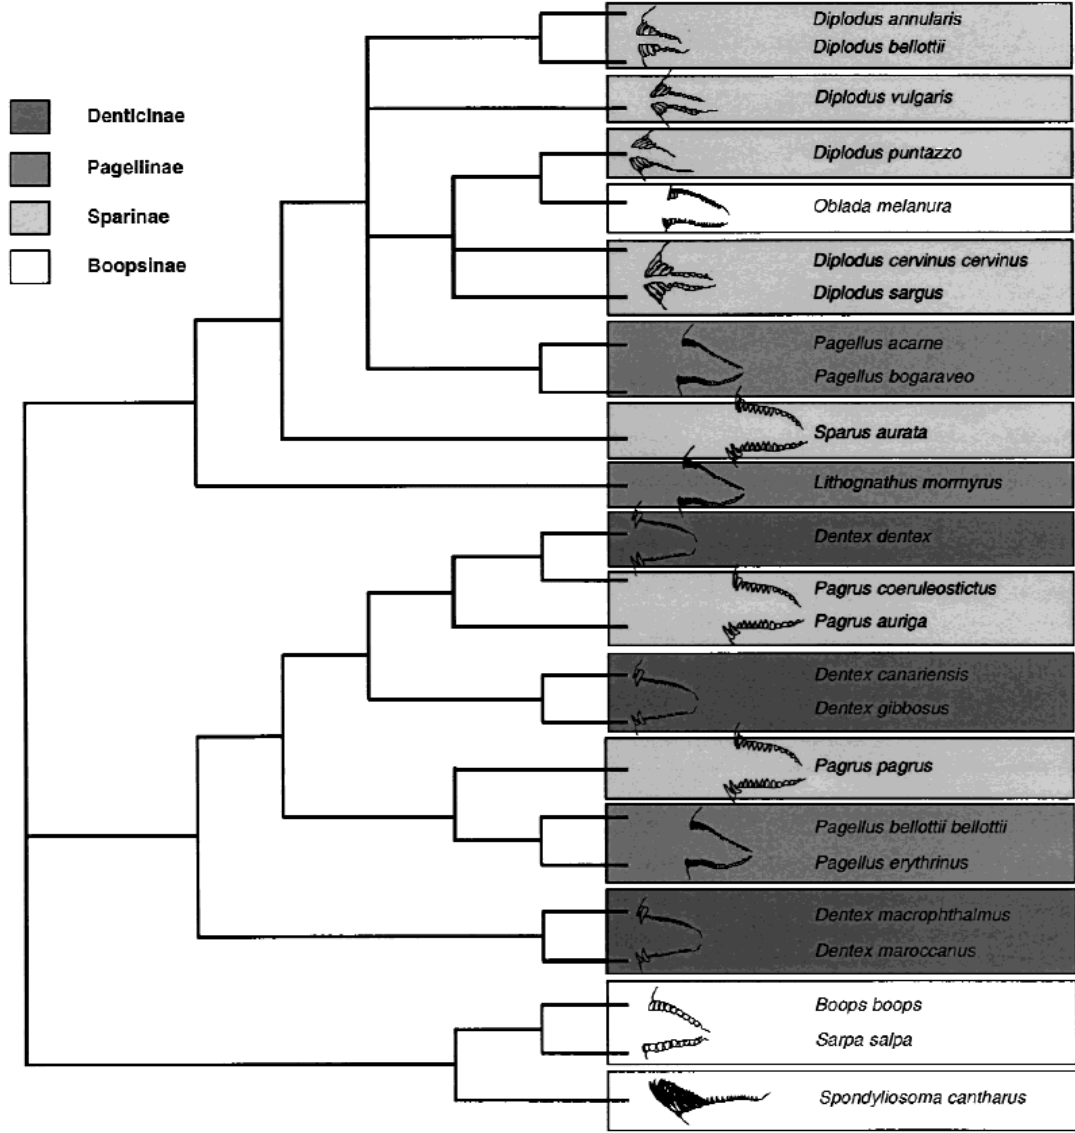 Denticinae
Pagellinae
Sparinae
Boopsinae
Diplodus annularis
Diplodus bellottii
Diplodus vulgaris
Diplodus puntazzo
Oblada melanura
Diplodus cervinus cervinus
Diplodus sargus
Pagellus acarne
Pagellus bogaraveo
Sparus aurata
Lithognathus mormyrus
Dentex dentex
Pagrus coeruleostictus
Pagrus auriga
Dentex canariensis
Dentex gibbosus
Pagrus pagrus
Pagellus bellottii bellottii
Pagellus erythrinus
Dentex macrophthalmus
Dentex maroccanus
Boops boops
Sarpa salpa
Spondyliosoma cantharus